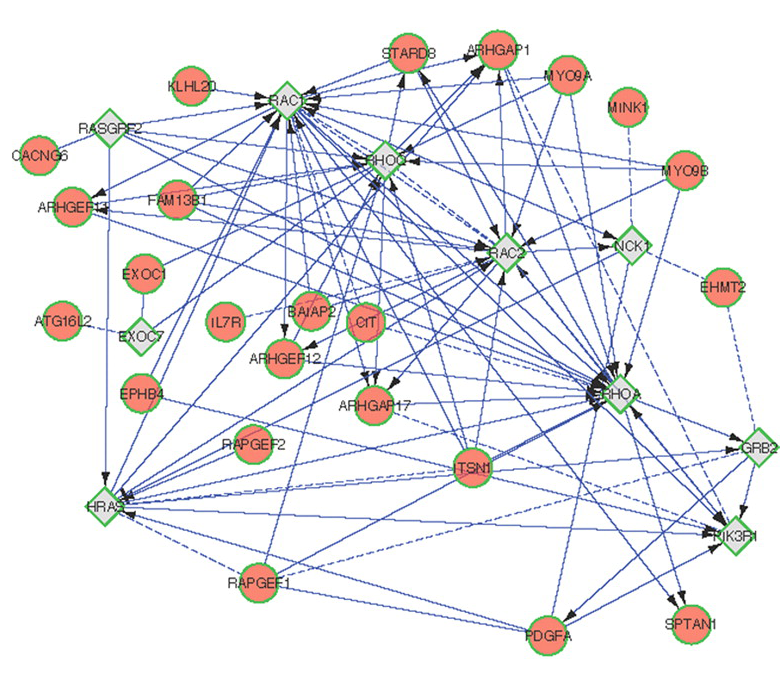 STARD8
ARHGAP1
MYO9A
KLHL20
RAC1
MINK1
RASGRF2
CACNG6
RHOQ
MYO9B
ARHGEF11
FAM13B1
RAC2
NCK1
EXOC1
EHMT2
ATG16L2
EXOC7
IL7R
BAIAP2
CIT
ARHGEF12
EPHB4
ARHGAP17
RHOA
RAPGEF2
GRB2
ITSN1
HRAS
PIK3R1
RAPGEF1
PDGFA
SPTAN1